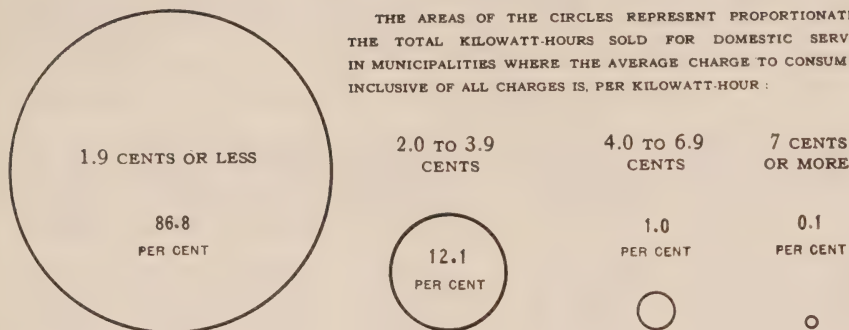 THE AREAS OF THE CIRCLES REPRESENT PROPORTIONAT
THE TOTAL KILOWATT-HOURS SOLD FOR DOMESTIC SERV
IN MUNICIPALITIES WHERE THE AVERAGE CHARGE TO CONSUM
INCLUSIVE OF ALL CHARGES IS, PER KILOWATT-HOUR :
1.9 CENTS OR LESS
86.8
PER CENT
2.0 TO 3.9
CENTS
12.1
PER CENT
4.0 TO 6.9
CENTS
1.0
PER CENT
7 CENTS
OR MORE
0.1
PER CENT